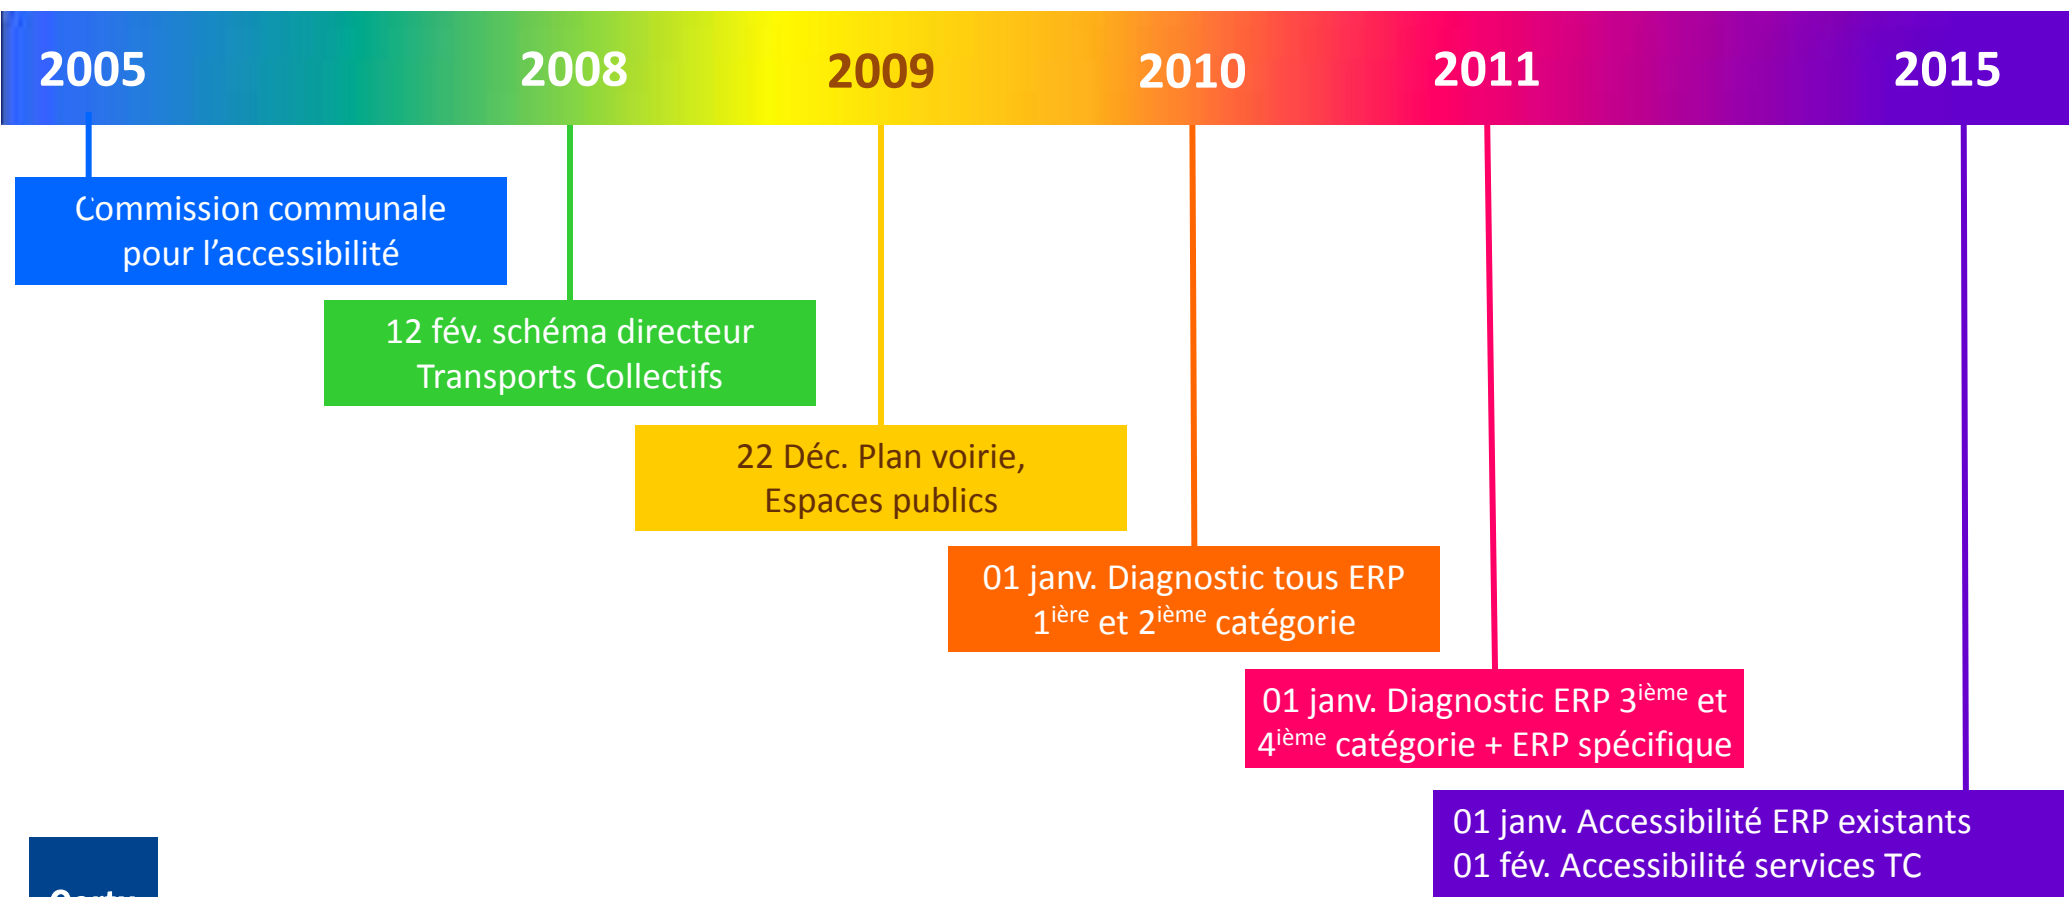 2005 2008 2009 2010 2011 2015
Commission communale
pour l’accessibilité
12 fév. schéma directeur
Transports Collectifs
22 Déc. Plan voirie,
Espaces publics
01 janv. Diagnostic tous ERP
1ière et 2ième catégorie
01 janv. Diagnostic ERP 3ième et
4ième catégorie + ERP spécifique
01 janv. Accessibilité ERP existants
01 fév. Accessibilité services TC